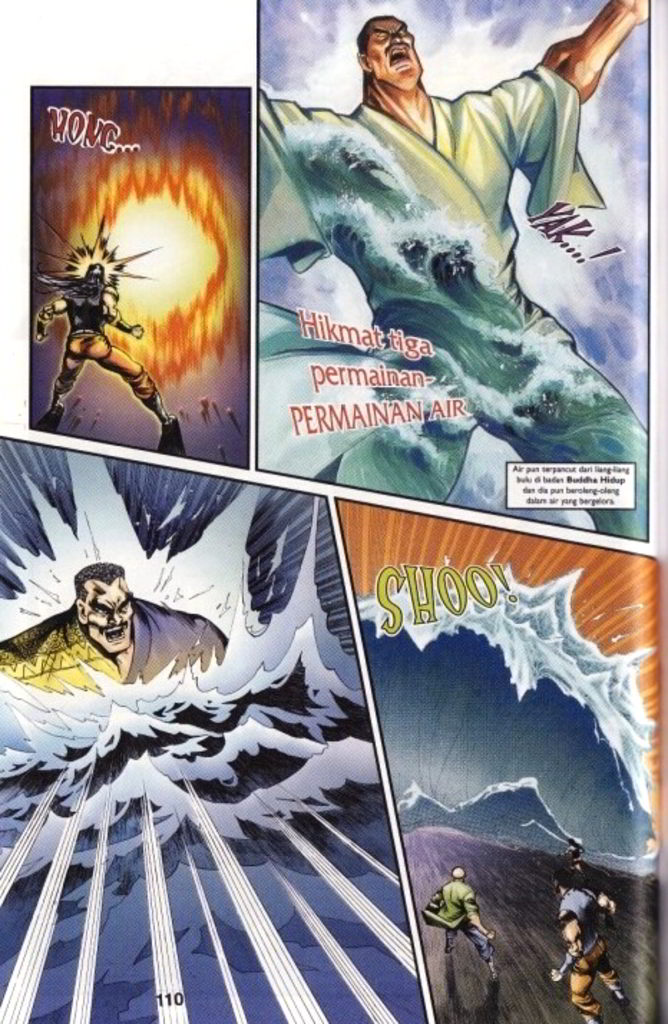 HONG...
YAK....!
Hikmat tiga
permainan-
PERMAINAN AIR
Air pun terpancut dari liang-liang
bulu di badan Buddha Hidup
dan dia pun beroleng-oleng
dalam air yang bergelora.
SHOO!
110